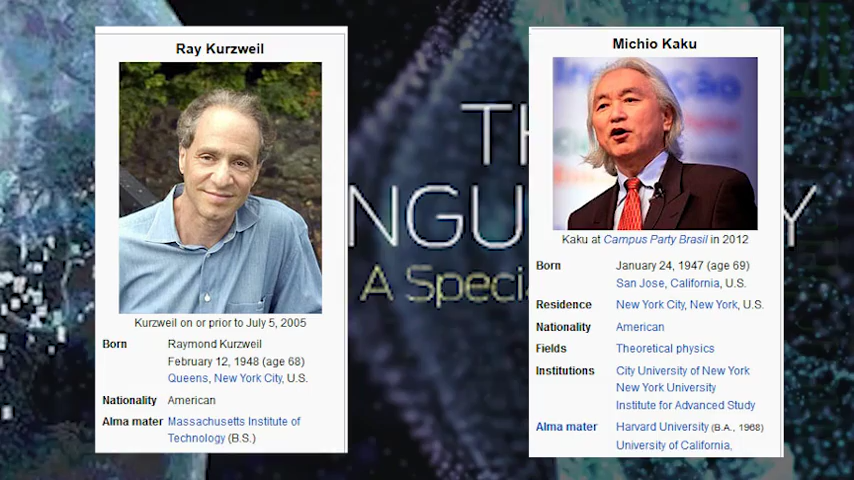 Ray Kurzweil
Kurzweil on or prior to July 5, 2005
Born Raymond Kurzweil
February 12, 1948 (age 68)
Queens, New York City, U.S.
Nationality American
Alma mater Massachusetts Institute of
Technology (B.S.)
TH
NGU Y
A Speci
Michio Kaku
Kaku at Campus Party Brasil in 2012
Born January 24, 1947 (age 69)
San Jose, California, U.S.
Residence New York City, New York, U.S.
Nationality American
Fields Theoretical physics
Institutions City University of New York
New York University
Institute for Advanced Study
Alma mater Harvard University (B.A., 1968)
University of California,